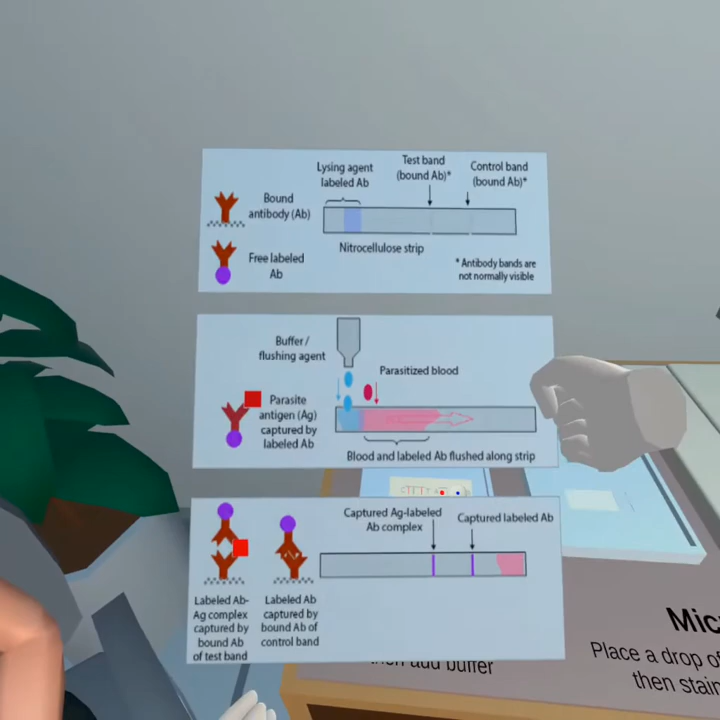 Lysing agent
labeled Ab
Test band
(bound Ab)*
Control band
(bound Ab)*
Bound
antibody (Ab)
Nitrocellulose strip
Free labeled
Ab
* Antibody bands are
not normally visible
Buffer /
flushing agent
Parasitized blood
Parasite
antigen (Ag)
captured by
labeled Ab
Blood and labeled Ab flushed along strip
Captured Ag-labeled
Ab complex
Captured labeled Ab
Labeled Ab-
Ag complex
captured by
bound Ab
of test band
Labeled Ab
captured by
bound Ab of
control band
then add buffer
Mic
Place a drop of
then stain